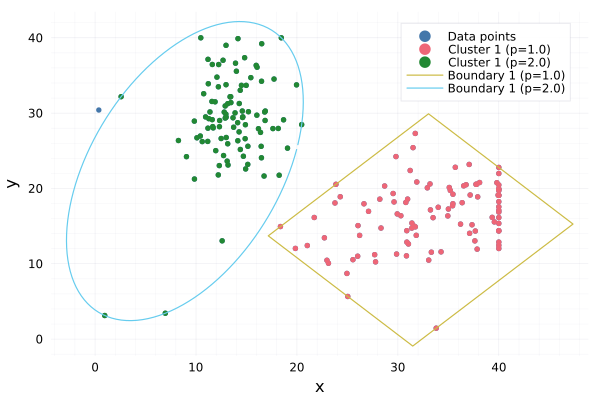 Data points
Cluster 1 (p=1.0)
Cluster 1 (p=2.0)
Boundary 1 (p=1.0)
Boundary 1 (p=2.0)
40
30
20
10
0
y
0 10 20 30 40
x